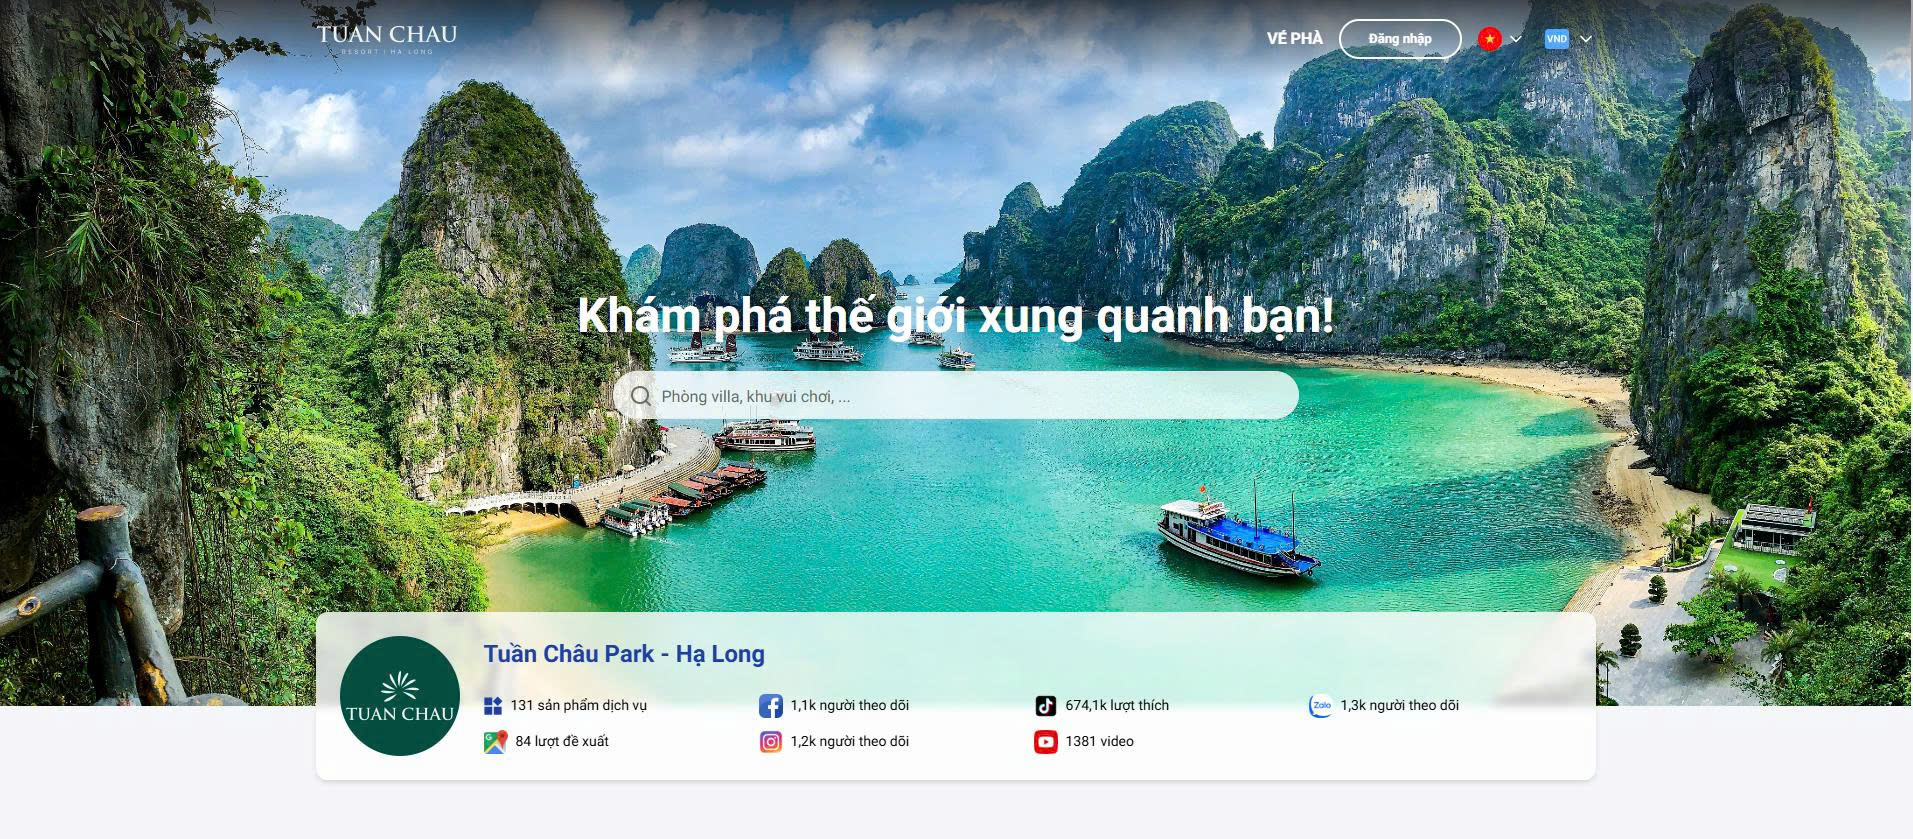 TUAN CHAU
RESORT | HA LONG
VÉ PHÀ
Đăng nhập
VND
Khám phá thế giới xung quanh bạn!
Phòng villa, khu vui chơi, ...
TUAN CHAU
Tuần Châu Park - Hạ Long
131 sản phẩm dịch vụ
1,1k người theo dõi
674,1k lượt thích
Zalo
1,3k người theo dõi
84 lượt đề xuất
1,2k người theo dõi
1381 video